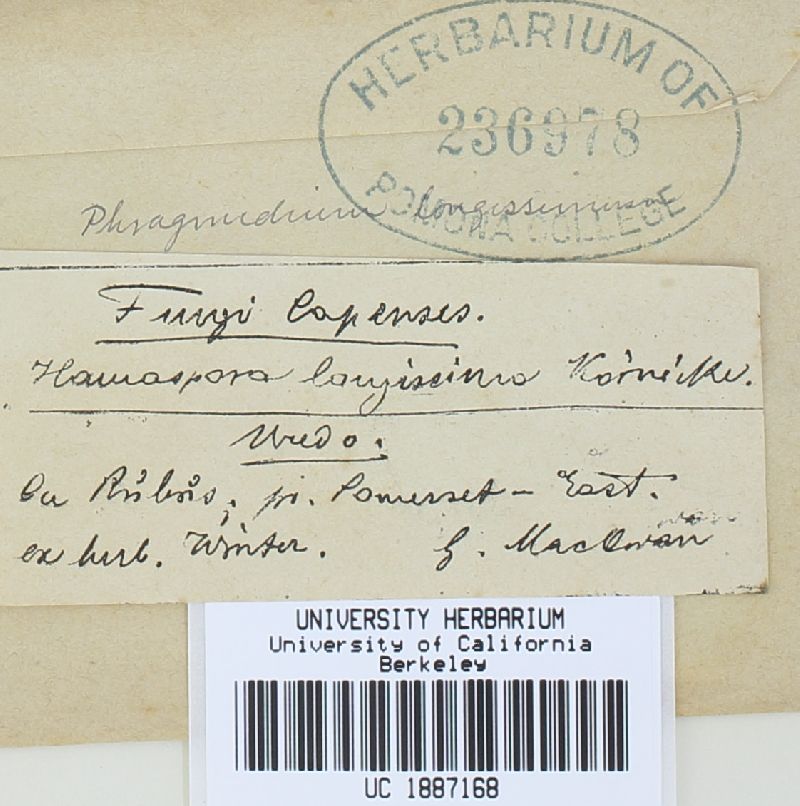 HERBARIUM OF
236978
POMONA COLLEGE
Phragmidium longissimum
Fungi Capenses.
Hamaspora longissima Körnicke.
Uredo.
Rubus, pr. Somerset-East.
ex herb. Winter. G. MacOwan
UNIVERSITY HERBARIUM
University of California
Berkeley
UC 1887168